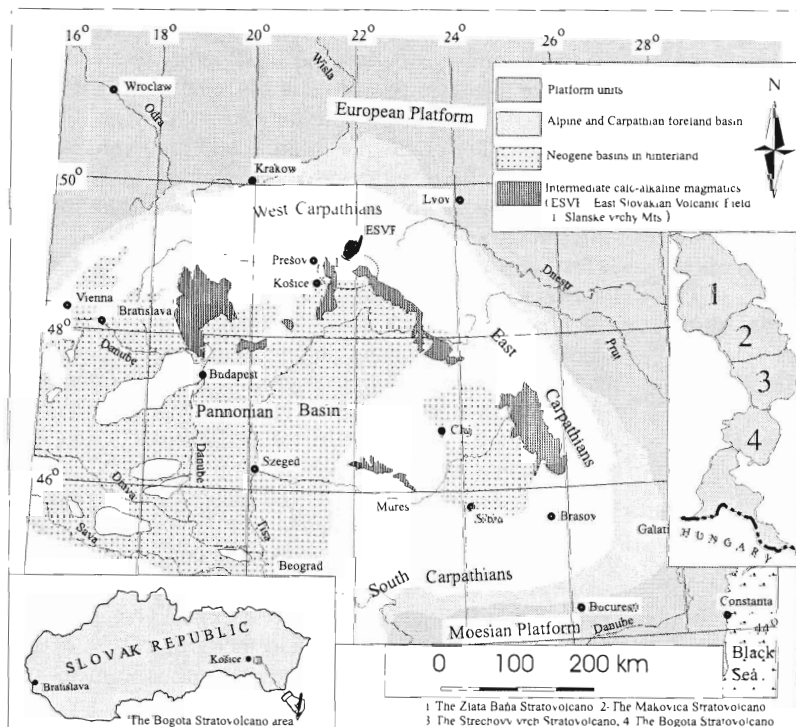 16° 18° 20° 22° 24° 26° 28°
Wisla
Wroclaw
Odra
European Platform
N
Platform units
Alpine and Carpathian foreland basin
Neogene basins in hinterland
Intermediate calc-alkaline magmatics
(ESVF East Slovakian Volcanic Field
1 Slanske vrchy Mts )
Krakow
50°
Lvov
West Carpathians
ESVF
Prešov
Košice
Dnestr
1
Vienna
Bratislava
48°
Danube
East
Prut
2
Budapest
3
Pannonian Basin
Carpathians
Cluj
4
Danube
Szeged
46°
Drava
Mures
Sibiu
Brasov
Galati
HUNGARY
Sava
Tisa
Beograd
South Carpathians
Bucurest
Constanta
Danube
44°
Moesian Platform
SLOVAK REPUBLIC
Košice
Bratislava
The Bogota Stratovolcano area
0 100 200 km
Black
Sea
1 The Zlata Baňa Stratovolcano 2- The Makovica Stratovolcano
3 The Strechovy vrch Stratovolcano, 4 The Bogota Stratovolcano